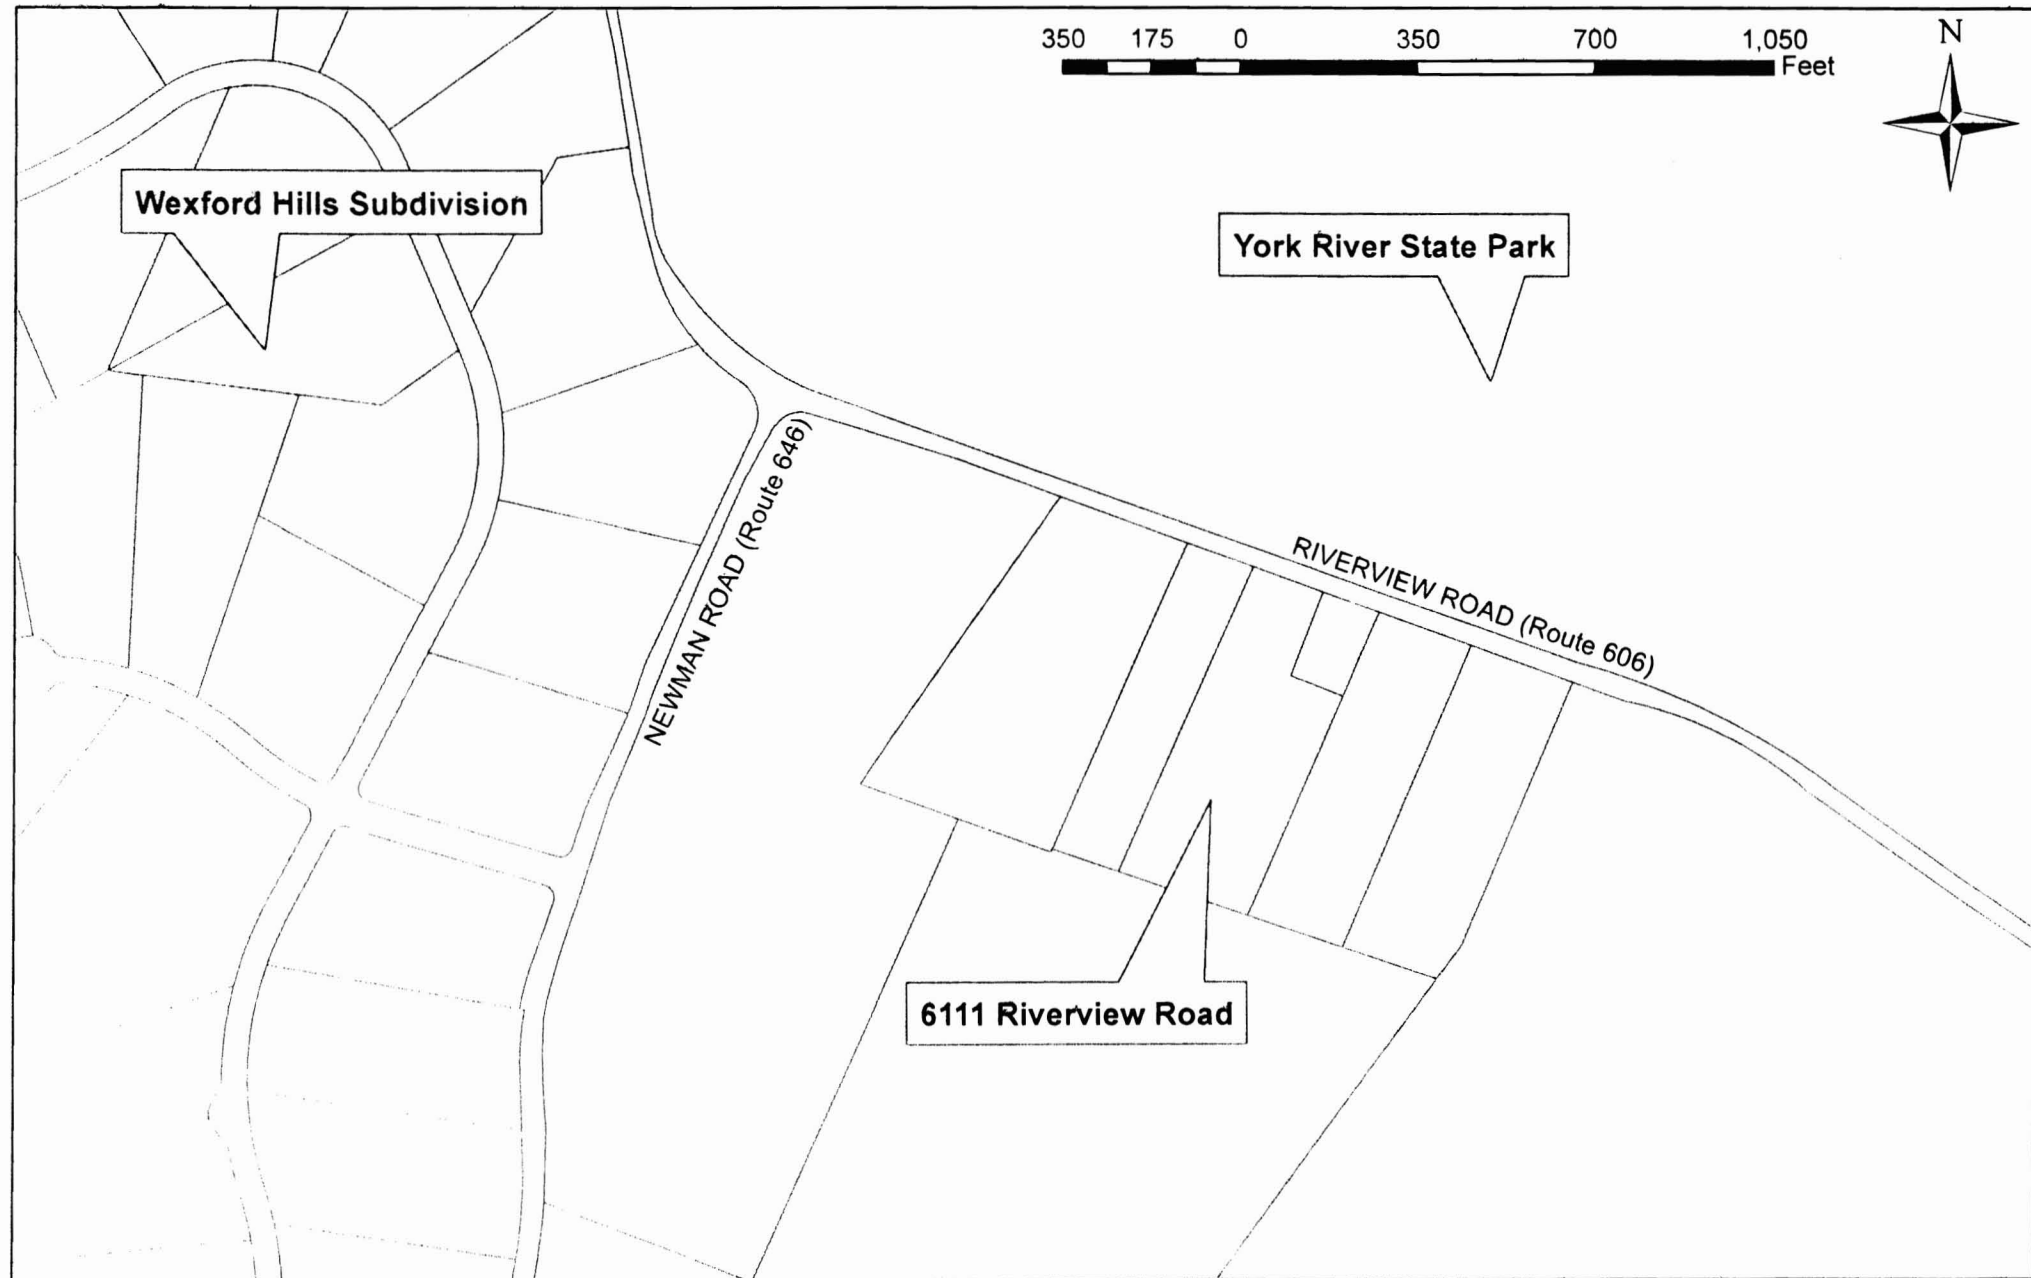 350 175 0 350 700 1,050
Feet
N
Wexford Hills Subdivision
York River State Park
NEWMAN ROAD (Route 646)
RIVERVIEW ROAD (Route 606)
6111 Riverview Road